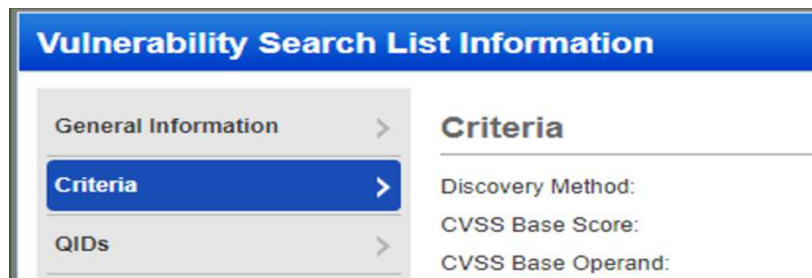 Vulnerability Search List Information
General Information
Criteria
QIDs
Criteria
Discovery Method:
CVSS Base Score:
CVSS Base Operand: